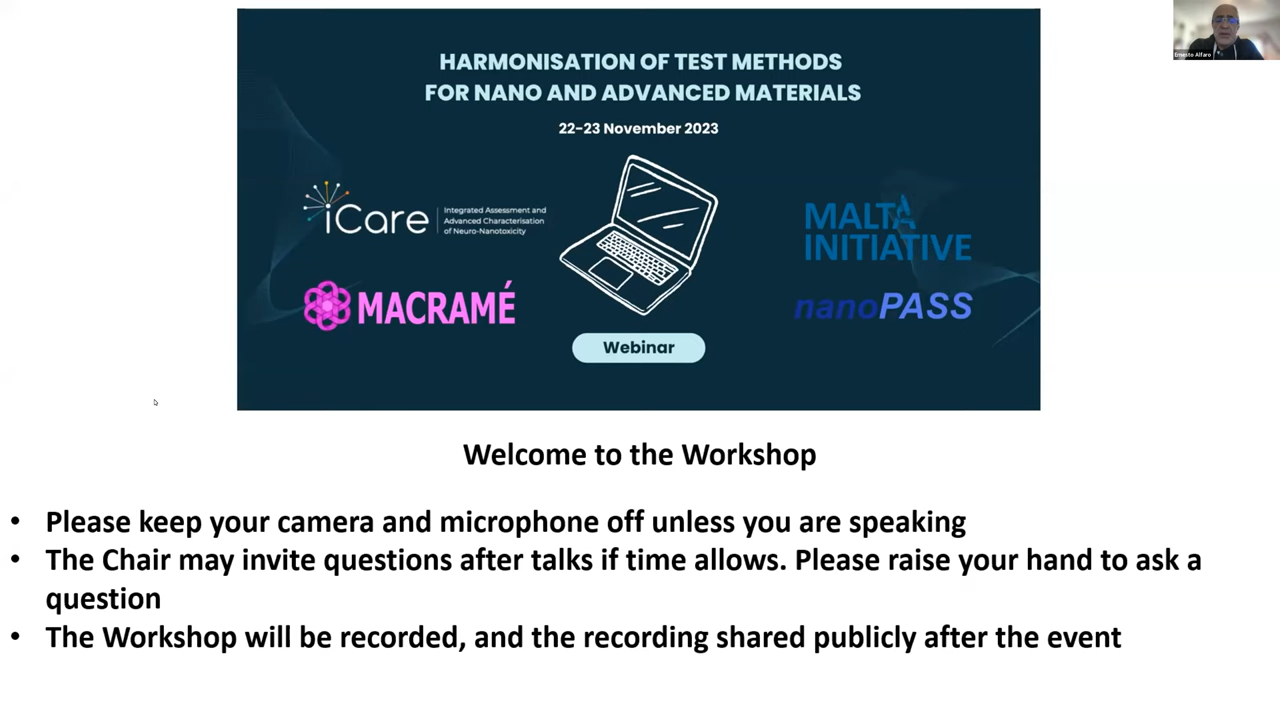 HARMONISATION OF TEST METHODS
FOR NANO AND ADVANCED MATERIALS
22-23 November 2023
iCare
Integrated Assessment and
Advanced Characterisation
of Neuro-Nanotoxicity
MALTA
INITIATIVE
MACRAMÉ
nanoPASS
Webinar
Ernesto Alfaro
Welcome to the Workshop
• Please keep your camera and microphone off unless you are speaking
• The Chair may invite questions after talks if time allows. Please raise your hand to ask a
question
• The Workshop will be recorded, and the recording shared publicly after the event